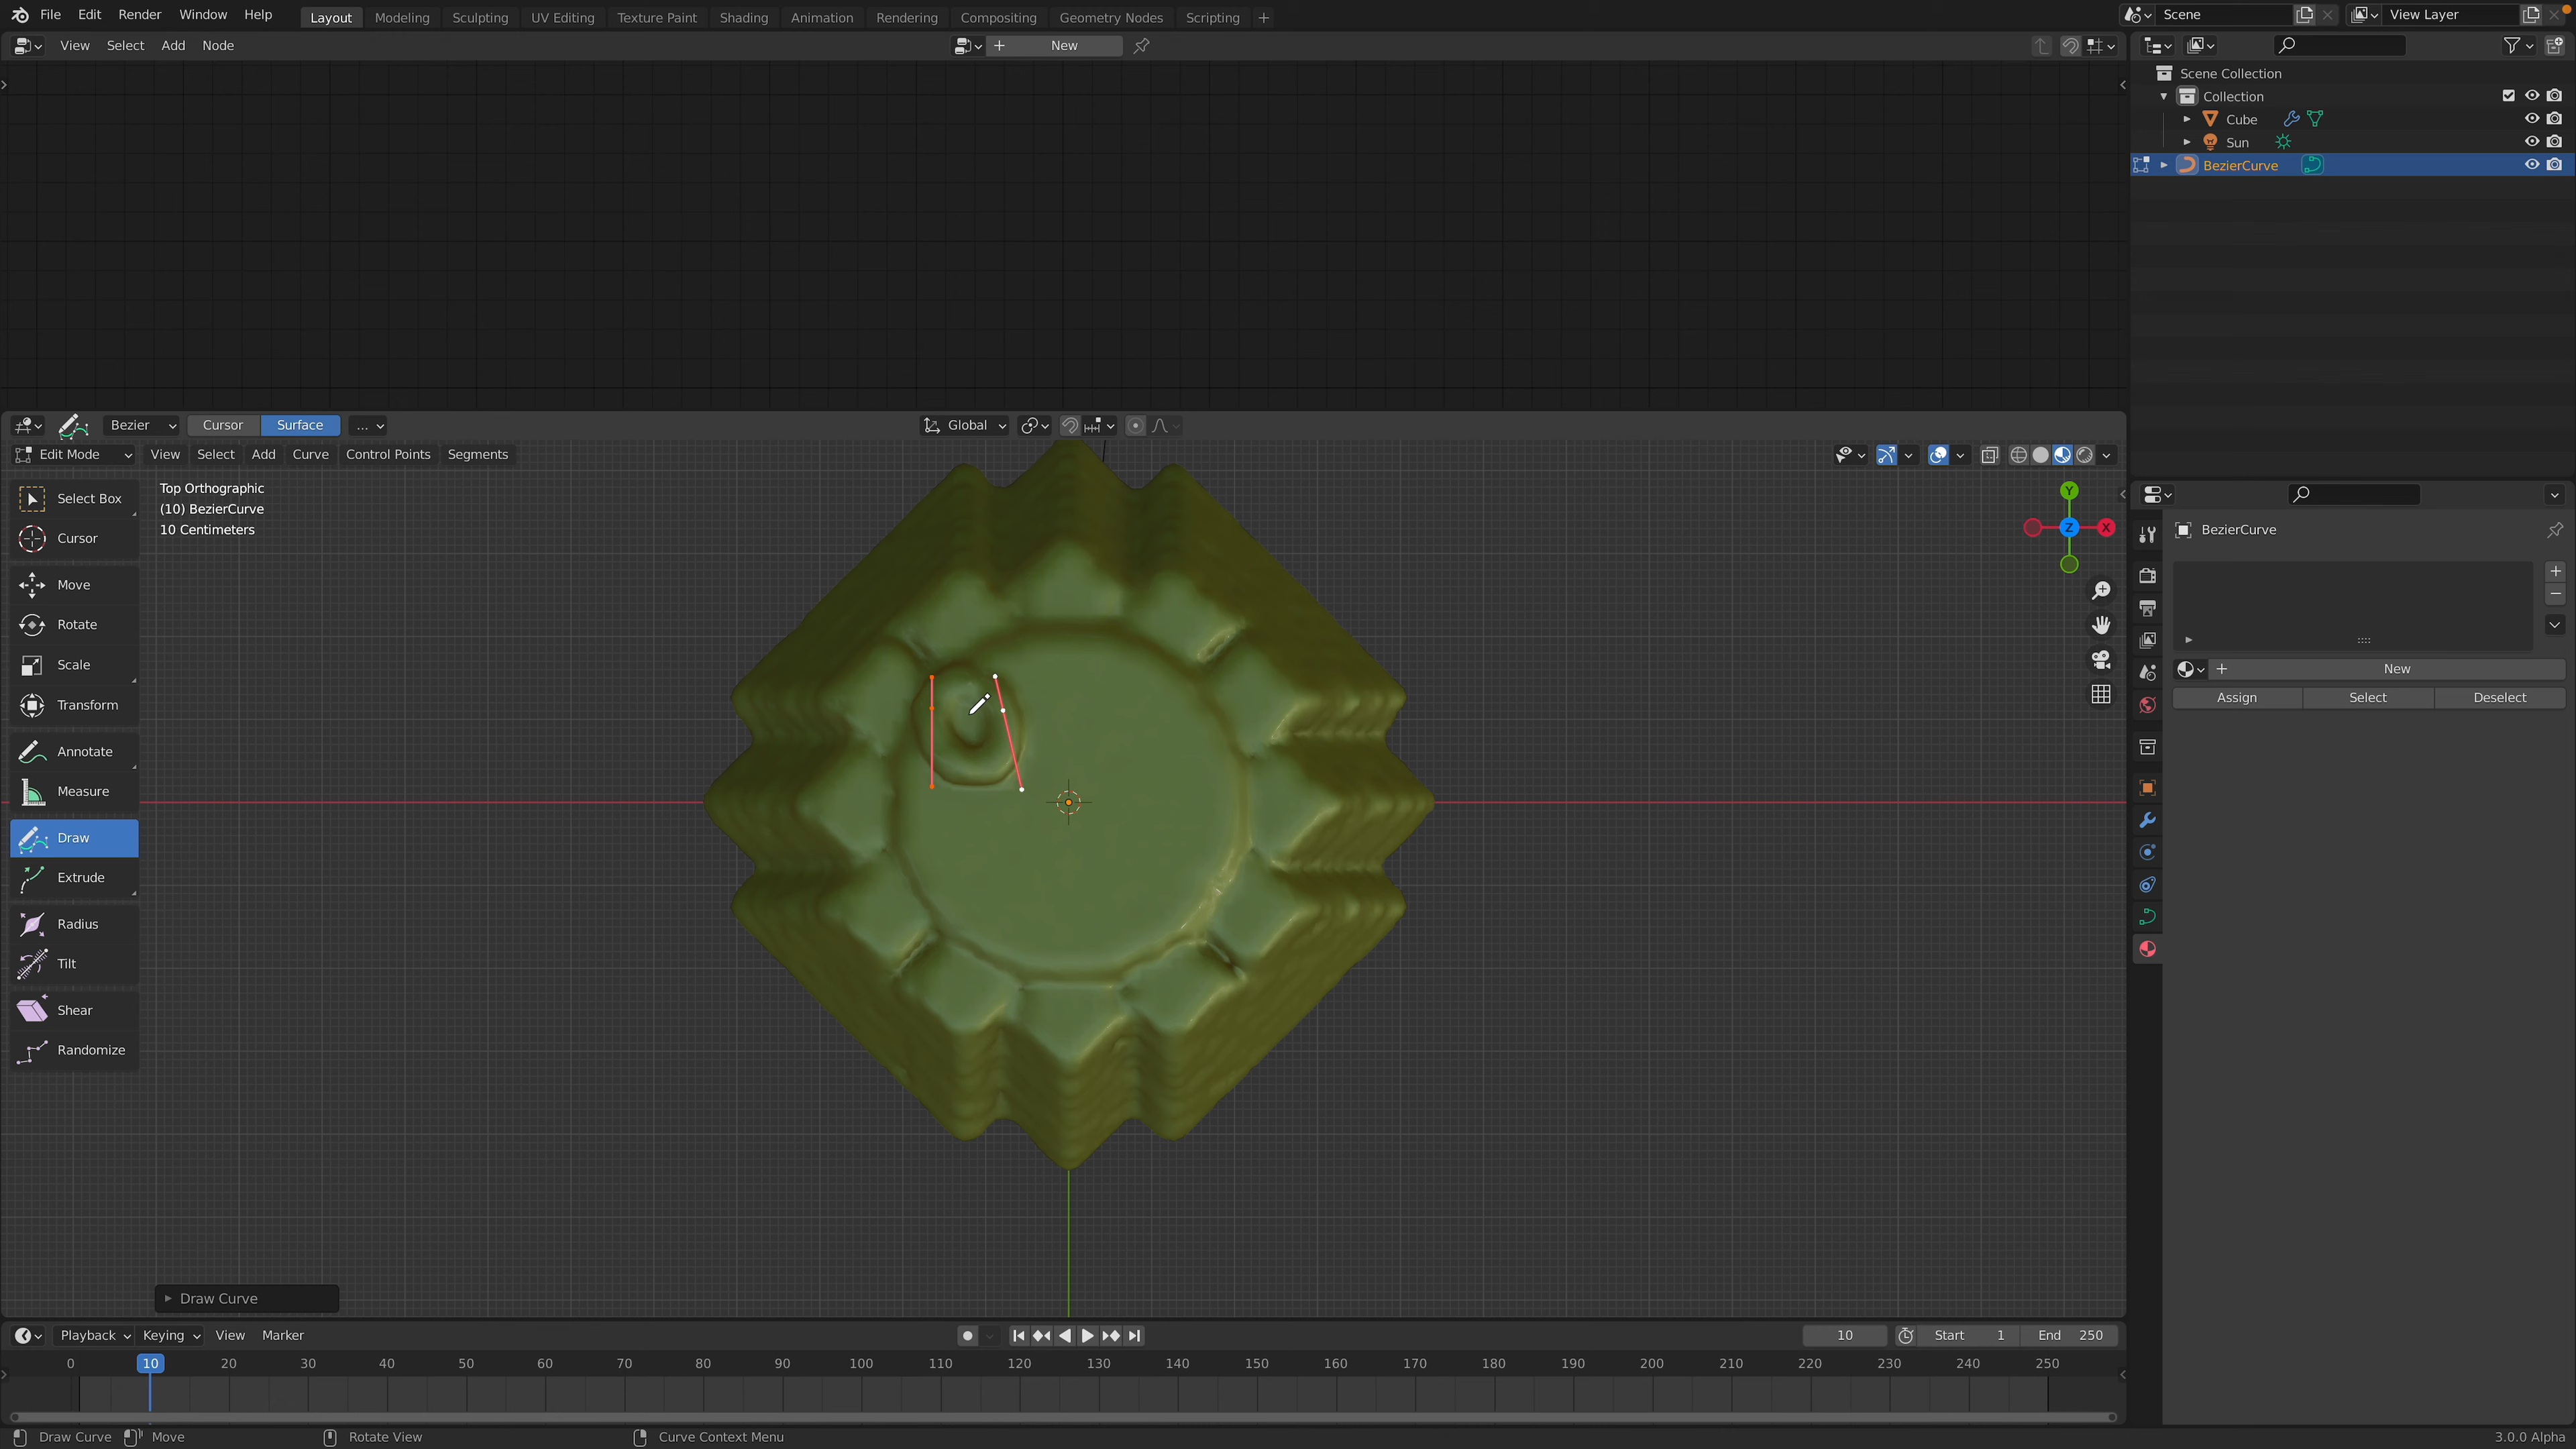 File Edit Render Window Help Layout Modeling Sculpting UV Editing Texture Paint Shading Animation Rendering Compositing Geometry Nodes Scripting + Scene View Layer
View Select Add Node New
Scene Collection
Collection
Cube
Sun
BezierCurve
Bezier Cursor Surface ... Global
Edit Mode View Select Add Curve Control Points Segments
Top Orthographic
(10) BezierCurve
10 Centimeters
Y
Z
X
Select Box
Cursor
Move
Rotate
Scale
Transform
Annotate
Measure
Draw
Extrude
Radius
Tilt
Shear
Randomize
BezierCurve
New
Assign Select Deselect
Draw Curve
Playback Keying View Marker 10 Start 1 End 250
0 10 20 30 40 50 60 70 80 90 100 110 120 130 140 150 160 170 180 190 200 210 220 230 240 250
Draw Curve Move Rotate View Curve Context Menu 3.0.0 Alpha